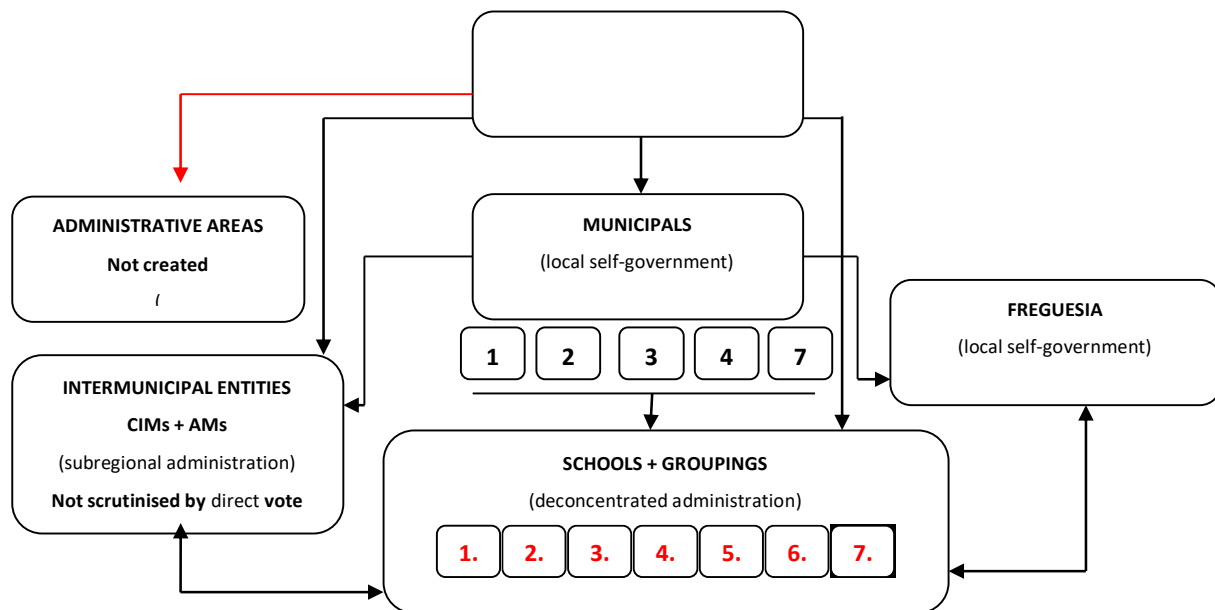 ADMINISTRATIVE AREAS
Not created
(
MUNICIPALS
(local self-government)
1 2 3 4 7
FREGUESIA
(local self-government)
INTERMUNICIPAL ENTITIES
CIMs + AMs
(subregional administration)
Not scrutinised by direct vote
SCHOOLS + GROUPINGS
(deconcentrated administration)
1. 2. 3. 4. 5. 6. 7.